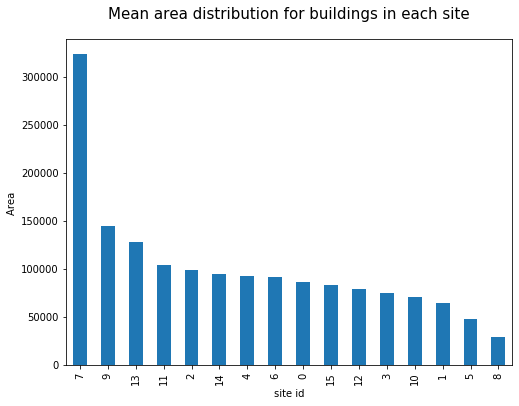 Mean area distribution for buildings in each site
300000
250000
200000
150000
100000
50000
0
Area
7 9 13 11 2 14 4 6 0 15 12 3 10 1 5 8
site id